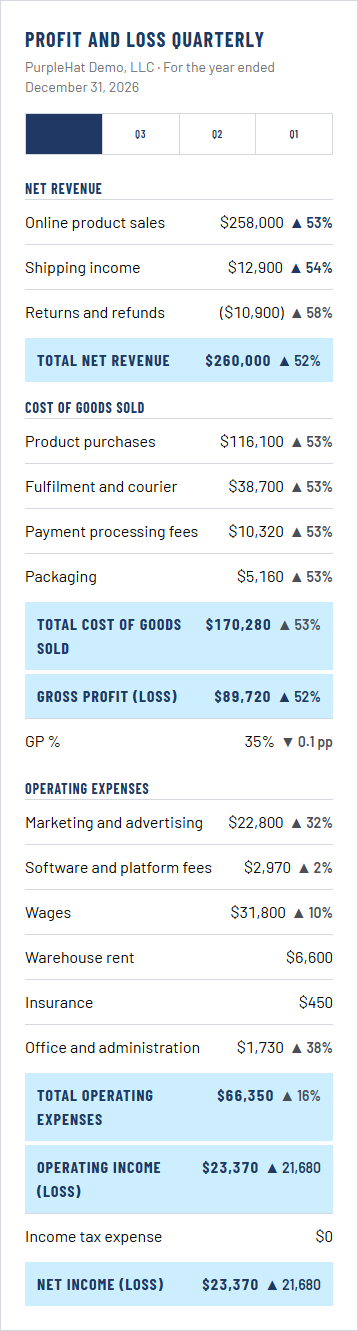 PROFIT AND LOSS QUARTERLY
PurpleHat Demo, LLC · For the year ended
December 31, 2026
Q3 Q2 Q1
NET REVENUE
Online product sales $258,000 ▲ 53%
Shipping income $12,900 ▲ 54%
Returns and refunds ($10,900) ▲ 58%
TOTAL NET REVENUE $260,000 ▲ 52%
COST OF GOODS SOLD
Product purchases $116,100 ▲ 53%
Fulfilment and courier $38,700 ▲ 53%
Payment processing fees $10,320 ▲ 53%
Packaging $5,160 ▲ 53%
TOTAL COST OF GOODS $170,280 ▲ 53%
SOLD
GROSS PROFIT (LOSS) $89,720 ▲ 52%
GP % 35% ▼ 0.1 pp
OPERATING EXPENSES
Marketing and advertising $22,800 ▲ 32%
Software and platform fees $2,970 ▲ 2%
Wages $31,800 ▲ 10%
Warehouse rent $6,600
Insurance $450
Office and administration $1,730 ▲ 38%
TOTAL OPERATING $66,350 ▲ 16%
EXPENSES
OPERATING INCOME $23,370 ▲ 21,680
(LOSS)
Income tax expense $0
NET INCOME (LOSS) $23,370 ▲ 21,680